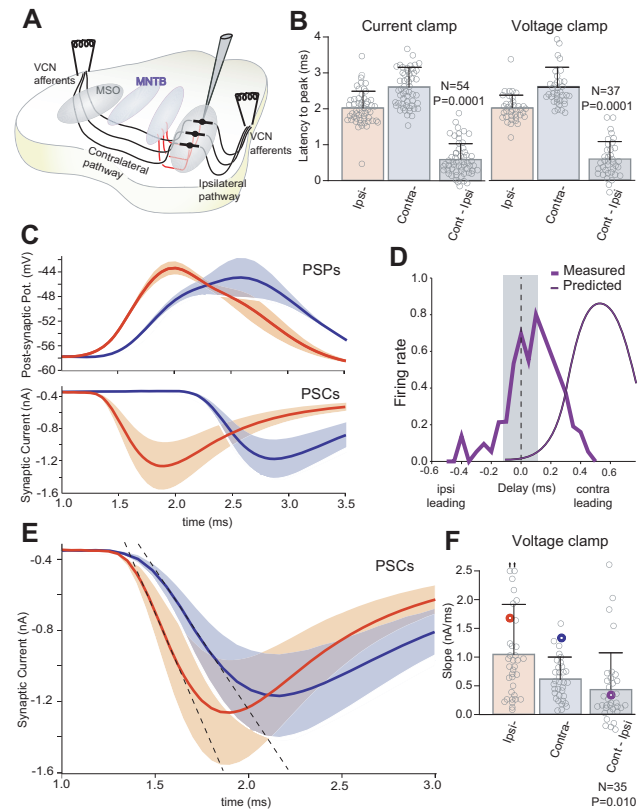 A
VCN
afferents
MSO
MNTB
VCN
afferents
Contralateral
pathway
Ipsilateral
pathway
B
Current clamp
Voltage clamp
Latency to peak (ms)
4
3
2
1
0
N=54
P=0.0001
N=37
P=0.0001
Ipsi-
Contra-
Cont - Ipsi
Ipsi-
Contra-
Cont - Ipsi
C
PSPs
Post-synaptic Pot. (mV)
-44
-48
-52
-56
-60
PSCs
Synaptic Current (nA)
-0.4
-0.8
-1.2
-1.6
1.0
1.5
2.0
2.5
3.0
3.5
time (ms)
D
Measured
Predicted
Firing rate
1.0
0.8
0.6
0.4
0.2
0
-0.4
-0.2
0.0
0.2
0.4
0.6
ipsi
leading
Delay (ms)
contra
leading
E
PSCs
Synaptic Current (nA)
-0.4
-0.8
-1.2
-1.6
1.0
1.5
2.0
2.5
3.0
time (ms)
F
Voltage clamp
Slope (nA/ms)
2.5
2.0
1.5
1.0
0.5
0.0
Ipsi-
Contra-
Cont - Ipsi
N=35
P=0.010